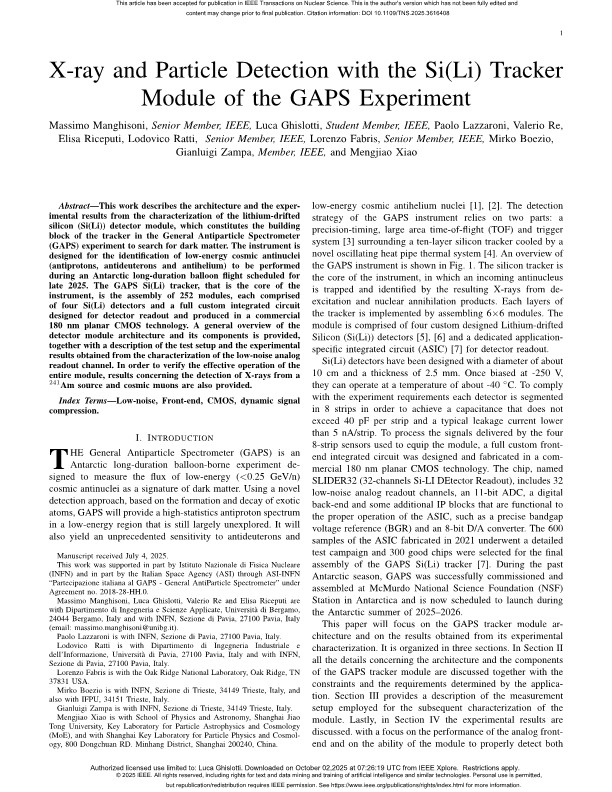 This article has been accepted for publication in IEEE Transactions on Nuclear Science. This is the author's version which has not been fully edited and
content may change prior to final publication. Citation information: DOI 10.1109/TNS.2025.3616408
1
X-ray and Particle Detection with the Si(Li) Tracker
Module of the GAPS Experiment
Massimo Manghisoni, Senior Member, IEEE, Luca Ghislotti, Student Member, IEEE, Paolo Lazzaroni, Valerio Re,
Elisa Riceputi, Lodovico Ratti, Senior Member, IEEE, Lorenzo Fabris, Senior Member, IEEE, Mirko Boezio,
Gianluigi Zampa, Member, IEEE, and Mengjiao Xiao
Abstract—This work describes the architecture and the exper-
imental results from the characterization of the lithium-drifted
silicon (Si(Li)) detector module, which constitutes the building
block of the tracker in the General Antiparticle Spectrometer
(GAPS) experiment to search for dark matter. The instrument is
designed for the identification of low-energy cosmic antinuclei
(antiprotons, antideuterons and antihelium) to be performed
during an Antarctic long-duration balloon flight scheduled for
late 2025. The GAPS Si(Li) tracker, that is the core of the
instrument, is the assembly of 252 modules, each comprised
of four Si(Li) detectors and a full custom integrated circuit
designed for detector readout and produced in a commercial
180 nm planar CMOS technology. A general overview of the
detector module architecture and its components is provided,
together with a description of the test setup and the experimental
results obtained from the characterization of the low-noise analog
readout channel. In order to verify the effective operation of the
entire module, results concerning the detection of X-rays from a
241Am source and cosmic muons are also provided.
Index Terms—Low-noise, Front-end, CMOS, dynamic signal
compression.
I. INTRODUCTION
THE General Antiparticle Spectrometer (GAPS) is an
Antarctic long-duration balloon-borne experiment de-
signed to measure the flux of low-energy (<0.25 GeV/n)
cosmic antinuclei as a signature of dark matter. Using a novel
detection approach, based on the formation and decay of exotic
atoms, GAPS will provide a high-statistics antiproton spectrum
in a low-energy region that is still largely unexplored. It will
also yield an unprecedented sensitivity to antideuterons and
Manuscript received July 4, 2025.
This work was supported in part by Istituto Nazionale di Fisica Nucleare
(INFN) and in part by the Italian Space Agency (ASI) through ASI-INFN
"Partecipazione italiana al GAPS - General AntiParticle Spectrometer" under
Agreement no. 2018-28-HH.0.
Massimo Manghisoni, Luca Ghislotti, Valerio Re and Elisa Riceputi are
with Dipartimento di Ingegneria e Scienze Applicate, Università di Bergamo,
24044 Bergamo, Italy and with INFN, Sezione di Pavia, 27100 Pavia, Italy
(email: massimo.manghisoni@unibg.it).
Paolo Lazzaroni is with INFN, Sezione di Pavia, 27100 Pavia, Italy.
Lodovico Ratti is with Dipartimento di Ingegneria Industriale e
dell'Informazione, Università di Pavia, 27100 Pavia, Italy and with INFN,
Sezione di Pavia, 27100 Pavia, Italy.
Lorenzo Fabris is with the Oak Ridge National Laboratory, Oak Ridge, TN
37831 USA.
Mirko Boezio is with INFN, Sezione di Trieste, 34149 Trieste, Italy, and
also with IFPU, 34151 Trieste, Italy.
Gianluigi Zampa is with INFN, Sezione di Trieste, 34149 Trieste, Italy.
Mengjiao Xiao is with School of Physics and Astronomy, Shanghai Jiao
Tong University, Key Laboratory for Particle Astrophysics and Cosmology
(MoE), and with Shanghai Key Laboratory for Particle Physics and Cosmol-
ogy, 800 Dongchuan RD. Minhang District, Shanghai 200240, China.
low-energy cosmic antihelium nuclei [1], [2]. The detection
strategy of the GAPS instrument relies on two parts: a
precision-timing, large area time-of-flight (TOF) and trigger
system [3] surrounding a ten-layer silicon tracker cooled by a
novel oscillating heat pipe thermal system [4]. An overview of
the GAPS instrument is shown in Fig. 1. The silicon tracker is
the core of the instrument, in which an incoming antinucleus
is trapped and identified by the resulting X-rays from de-
excitation and nuclear annihilation products. Each layers of
the tracker is implemented by assembling 6×6 modules. The
module is comprised of four custom designed Lithium-drifted
Silicon (Si(Li)) detectors [5], [6] and a dedicated application-
specific integrated circuit (ASIC) [7] for detector readout.
Si(Li) detectors have been designed with a diameter of about
10 cm and a thickness of 2.5 mm. Once biased at -250 V,
they can operate at a temperature of about -40 °C. To comply
with the experiment requirements each detector is segmented
in 8 strips in order to achieve a capacitance that does not
exceed 40 pF per strip and a typical leakage current lower
than 5 nA/strip. To process the signals delivered by the four
8-strip sensors used to equip the module, a full custom front-
end integrated circuit was designed and fabricated in a com-
mercial 180 nm planar CMOS technology. The chip, named
SLIDER32 (32-channels Si-LI DEtector Readout), includes 32
low-noise analog readout channels, an 11-bit ADC, a digital
back-end and some additional IP blocks that are functional to
the proper operation of the ASIC, such as a precise bandgap
voltage reference (BGR) and an 8-bit D/A converter. The 600
samples of the ASIC fabricated in 2021 underwent a detailed
test campaign and 300 good chips were selected for the final
assembly of the GAPS Si(Li) tracker [7]. During the past
Antarctic season, GAPS was successfully commissioned and
assembled at McMurdo National Science Foundation (NSF)
Station in Antarctica and is now scheduled to launch during
the Antarctic summer of 2025–2026.
This paper will focus on the GAPS tracker module ar-
chitecture and on the results obtained from its experimental
characterization. It is organized in three sections. In Section II
all the details concerning the architecture and the components
of the GAPS tracker module are discussed together with the
constraints and the requirements determined by the applica-
tion. Section III provides a description of the measurement
setup employed for the subsequent characterization of the
module. Lastly, in Section IV the experimental results are
discussed. with a focus of the performance of the analog front-
end and on the ability of the module to properly detect both
Authorized licensed use limited to: Luca Ghislotti. Downloaded on October 02,2025 at 07:26:19 UTC from IEEE Xplore. Restrictions apply.
© 2025 IEEE. All rights reserved, including rights for text and data mining and training of artificial intelligence and similar technologies. Personal use is permitted,
but republication/redistribution requires IEEE permission. See https://www.ieee.org/publications/rights/index.html for more information.